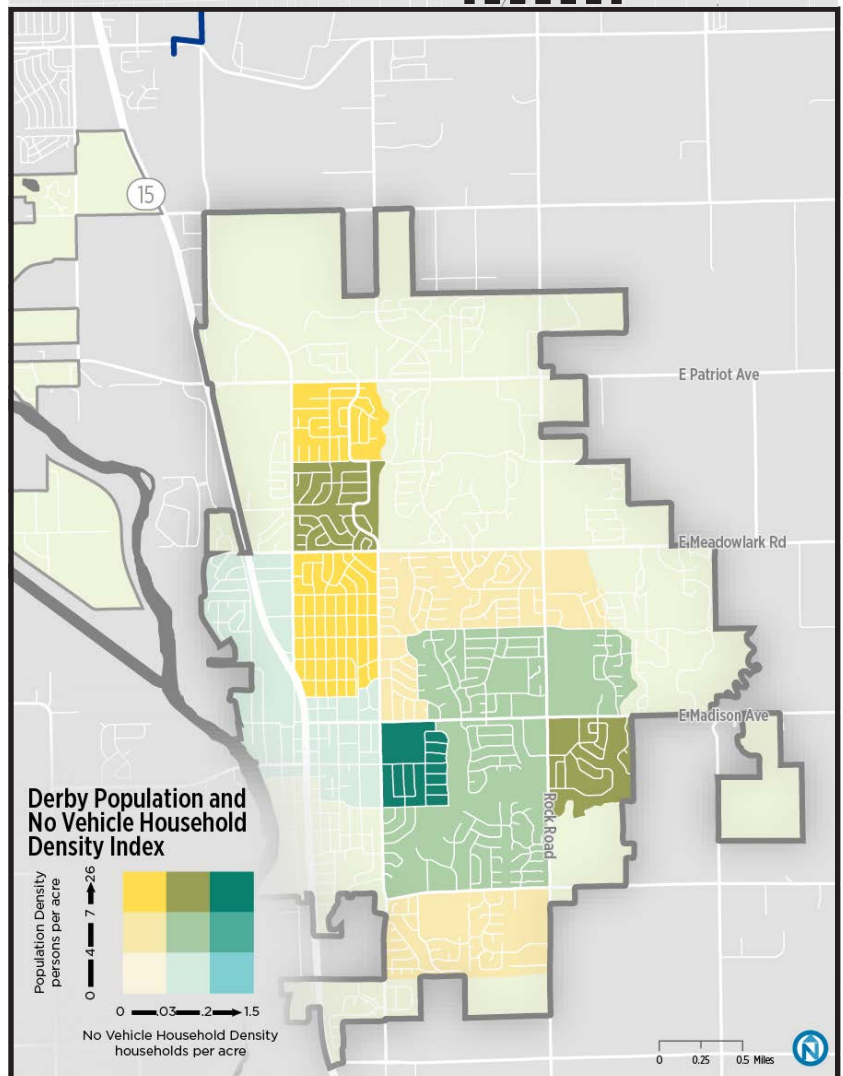 15
E Patriot Ave
E Meadowlark Rd
E Madison Ave
Rock Road
Derby Population and
No Vehicle Household
Density Index
Population Density
persons per acre
0 4 7 26
0 .03 .2 1.5
No Vehicle Household Density
households per acre
0 0.25 0.5 Miles
N